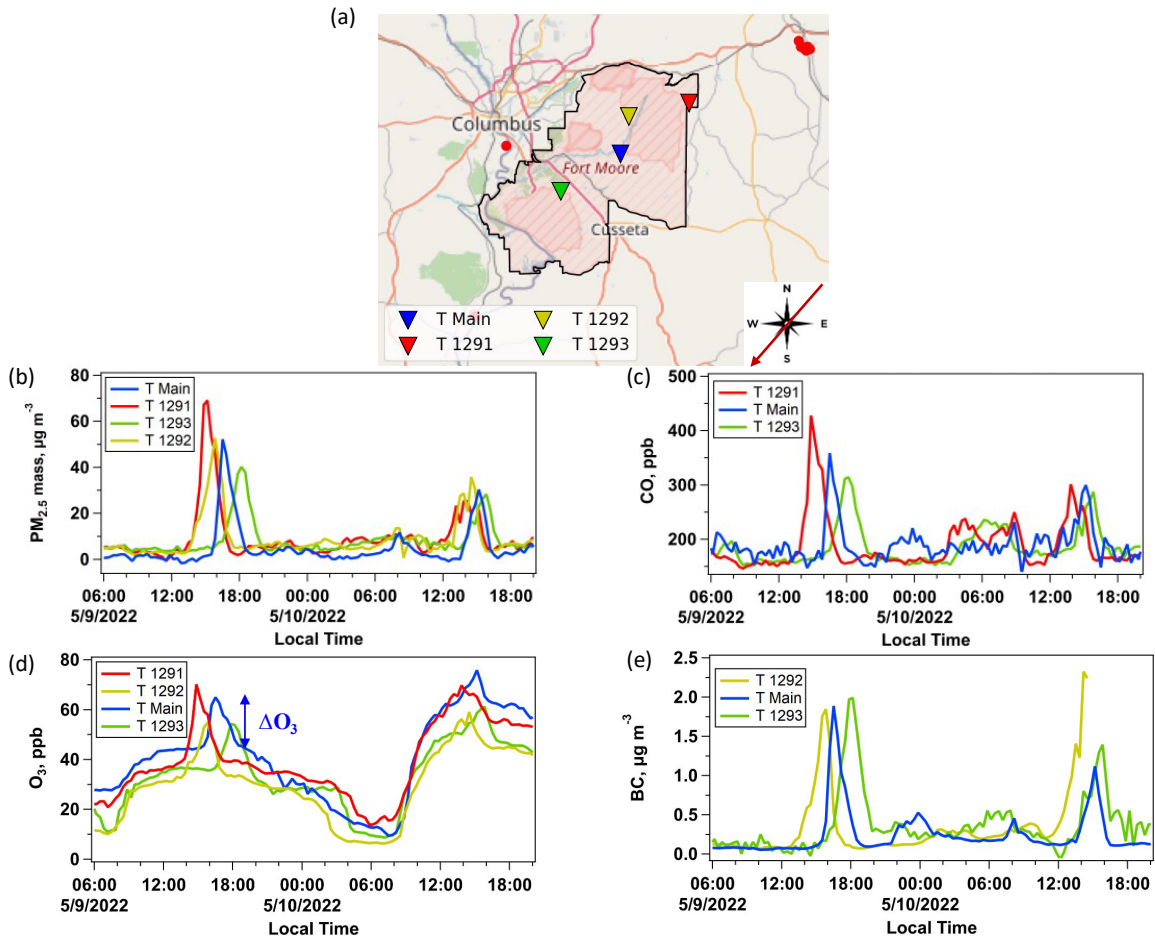 (a)
Columbus
Fort Moore
Cusseta
N
W E
S
T Main T 1292
T 1291 T 1293
(b)
80
60
40
20
0
PM2.5 mass, µg m-3
T Main
T 1291
T 1293
T 1292
06:00 12:00 18:00 00:00 06:00 12:00 18:00
5/9/2022 5/10/2022
Local Time
(c)
500
400
300
200
CO, ppb
T 1291
T Main
T 1293
06:00 12:00 18:00 00:00 06:00 12:00 18:00
5/9/2022 5/10/2022
Local Time
(d)
80
60
40
20
0
O3, ppb
T 1291
T 1292
T Main
T 1293
ΔO3
06:00 12:00 18:00 00:00 06:00 12:00 18:00
5/9/2022 5/10/2022
Local Time
(e)
2.5
2.0
1.5
1.0
0.5
0.0
BC, µg m-3
T 1292
T Main
T 1293
06:00 12:00 18:00 00:00 06:00 12:00 18:00
5/9/2022 5/10/2022
Local Time